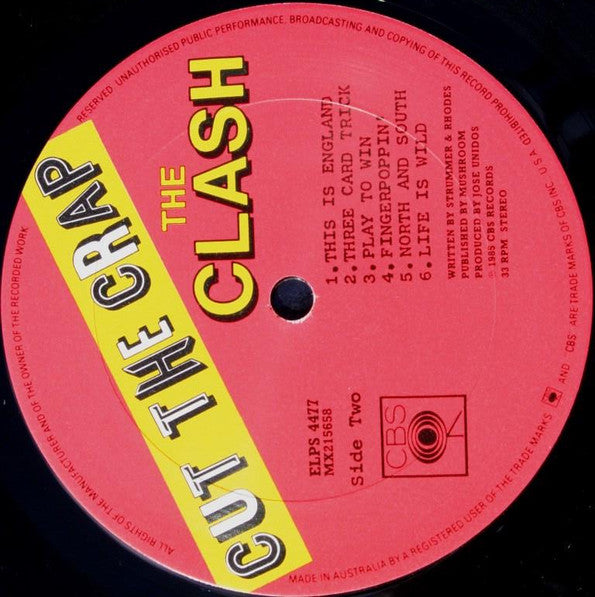 CUT THE CRAP
THE
CLASH
1. THIS IS ENGLAND
2. THREE CARD TRICK
3. PLAY TO WIN
4. FINGERPOPPIN'
5. NORTH AND SOUTH
6. LIFE IS WILD
WRITTEN BY STRUMMER & RHODES
PUBLISHED BY MUSHROOM
PRODUCED BY JOSE UNIDOS
℗ 1985 CBS RECORDS
33 RPM STEREO
ELPS 4477
MX215658
Side Two
CBS
ALL RIGHTS OF THE MANUFACTURER AND OF THE OWNER OF THE RECORDED WORK RESERVED. UNAUTHORISED PUBLIC PERFORMANCE, BROADCASTING AND COPYING OF THIS RECORD PROHIBITED.
MADE IN AUSTRALIA BY A REGISTERED USER OF THE TRADE MARKS AND CBS ARE TRADE MARKS OF CBS INC. U.S.A.